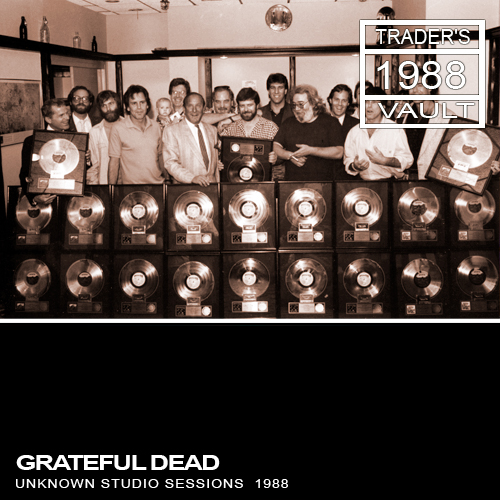 TRADER'S
1988
VAULT
GRATEFUL DEAD
UNKNOWN STUDIO SESSIONS 1988